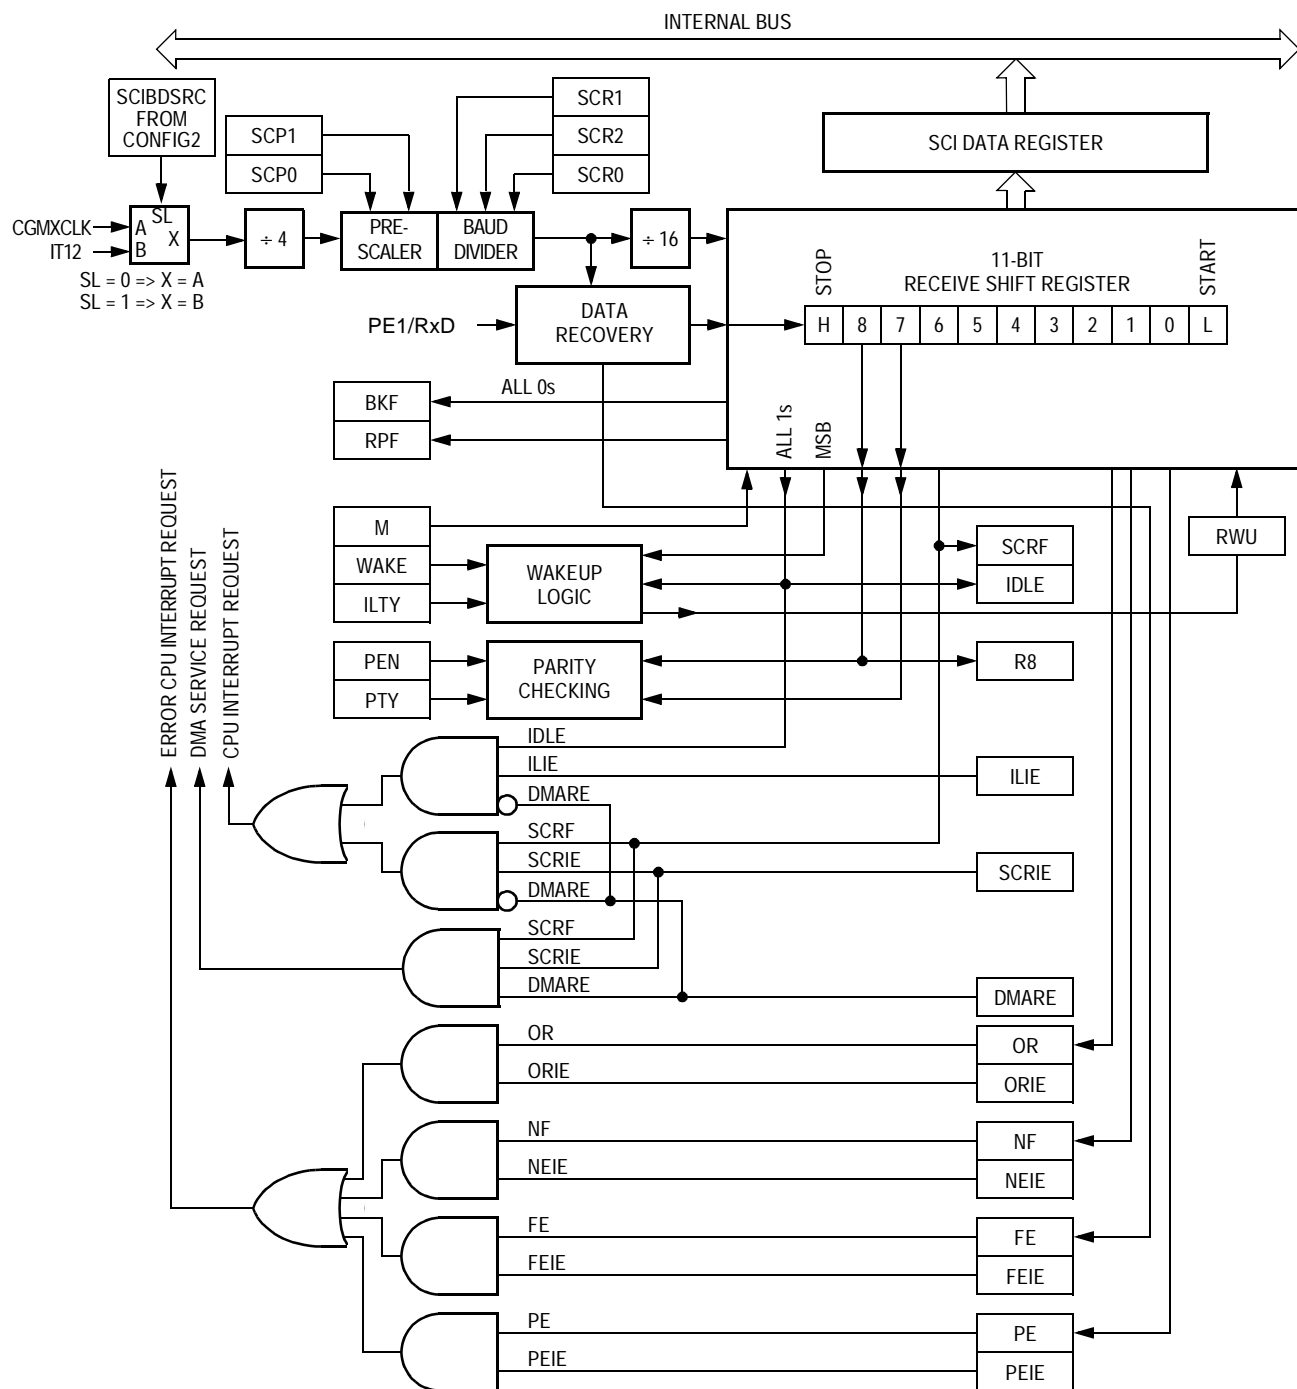 INTERNAL BUS
SCIBDSRC
FROM
CONFIG2
SCR1
SCR2
SCR0
SCP1
SCP0
SCI DATA REGISTER
CGMXCLK
IT12
SL
A
X
B
SL = 0 => X = A
SL = 1 => X = B
÷ 4
PRE-
SCALER
BAUD
DIVIDER
÷ 16
STOP
11-BIT
RECEIVE SHIFT REGISTER
START
H 8 7 6 5 4 3 2 1 0 L
PE1/RxD
DATA
RECOVERY
BKF
RPF
ALL 0s
ALL 1s
MSB
M
WAKE
ILTY
WAKEUP
LOGIC
SCRF
IDLE
RWU
PEN
PTY
PARITY
CHECKING
R8
ERROR CPU INTERRUPT REQUEST
DMA SERVICE REQUEST
CPU INTERRUPT REQUEST
IDLE
ILIE
DMARE
ILIE
SCRF
SCRIE
DMARE
SCRIE
SCRF
SCRIE
DMARE
DMARE
OR
ORIE
OR
ORIE
NF
NEIE
NF
NEIE
FE
FEIE
FE
FEIE
PE
PEIE
PE
PEIE